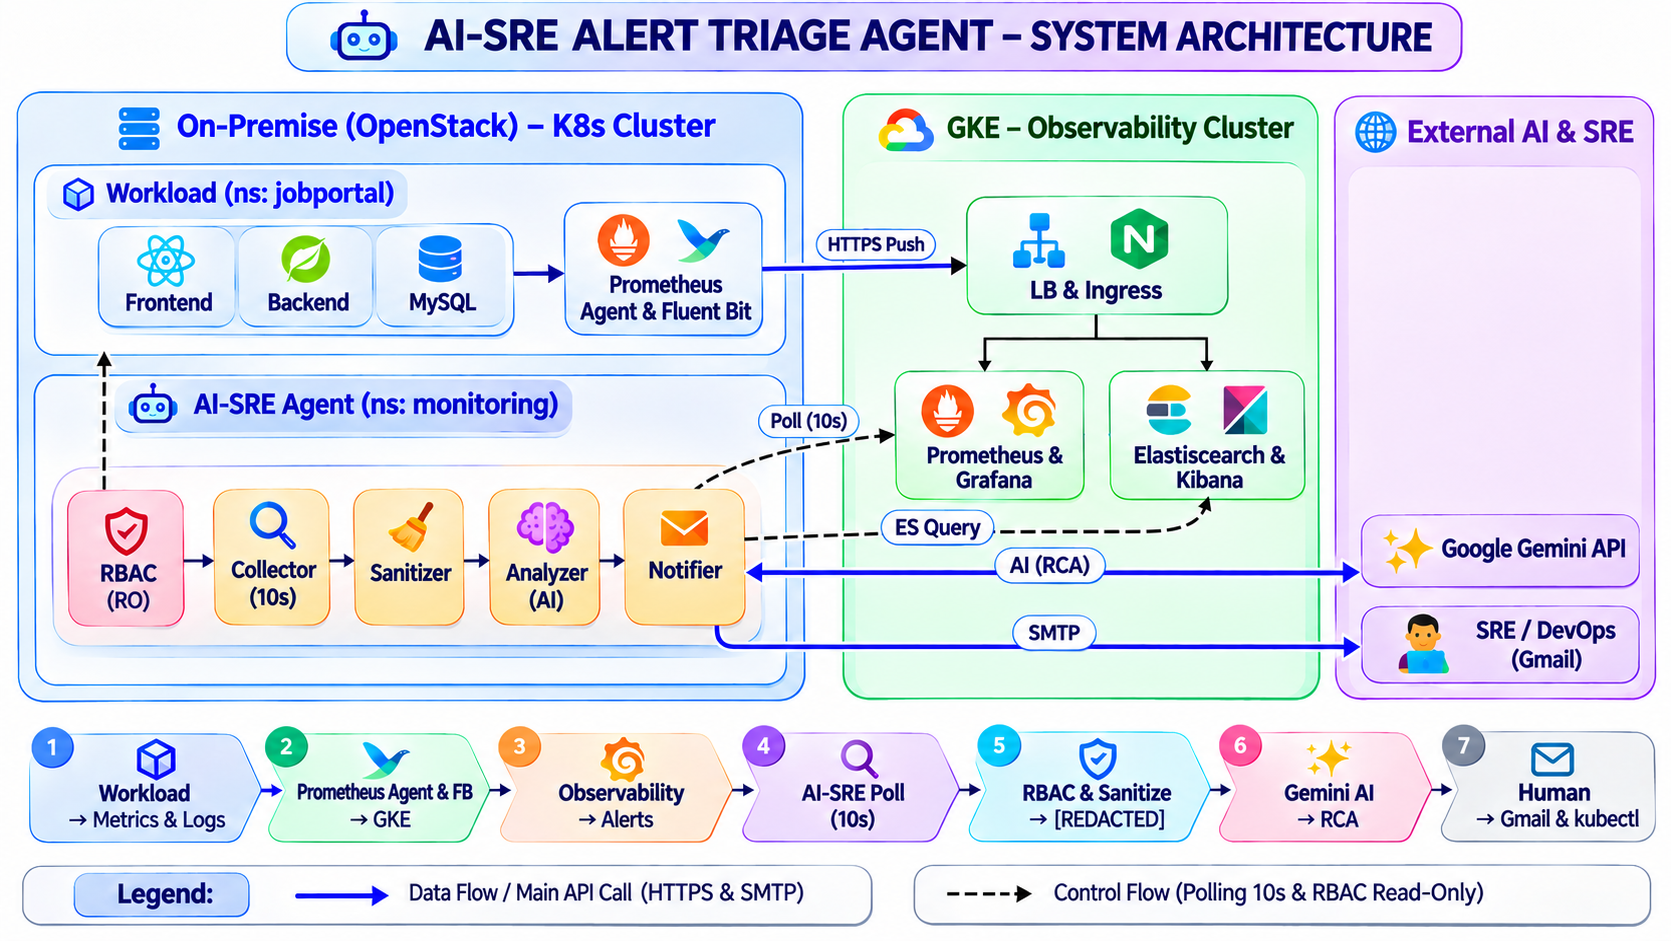 AI-SRE ALERT TRIAGE AGENT – SYSTEM ARCHITECTURE
On-Premise (OpenStack) – K8s Cluster
Workload (ns: jobportal)
Frontend
Backend
MySQL
Prometheus
Agent & Fluent Bit
HTTPS Push
AI-SRE Agent (ns: monitoring)
RBAC
(RO)
Collector
(10s)
Sanitizer
Analyzer
(AI)
Notifier
Poll (10s)
ES Query
AI (RCA)
SMTP
GKE – Observability Cluster
N
LB & Ingress
Prometheus &
Grafana
Elastiscearch &
Kibana
External AI & SRE
Google Gemini API
SRE / DevOps
(Gmail)
1
Workload
→ Metrics & Logs
2
Prometheus Agent & FB
→ GKE
3
Observability
→ Alerts
4
AI-SRE Poll
(10s)
5
RBAC & Sanitize
→ [REDACTED]
6
Gemini AI
→ RCA
7
Human
→ Gmail & kubectl
Legend:
Data Flow / Main API Call (HTTPS & SMTP)
Control Flow (Polling 10s & RBAC Read-Only)